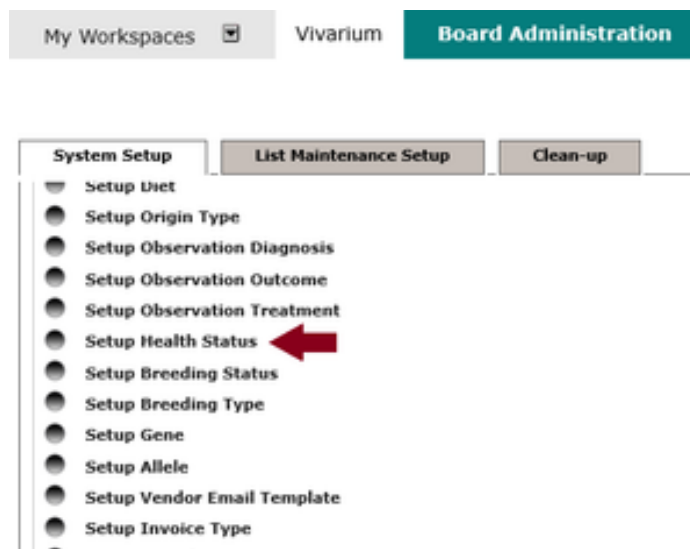 My Workspaces Vivarium Board Administration
System Setup List Maintenance Setup Clean-up
Setup Diet
Setup Origin Type
Setup Observation Diagnosis
Setup Observation Outcome
Setup Observation Treatment
Setup Health Status
Setup Breeding Status
Setup Breeding Type
Setup Gene
Setup Allele
Setup Vendor Email Template
Setup Invoice Type